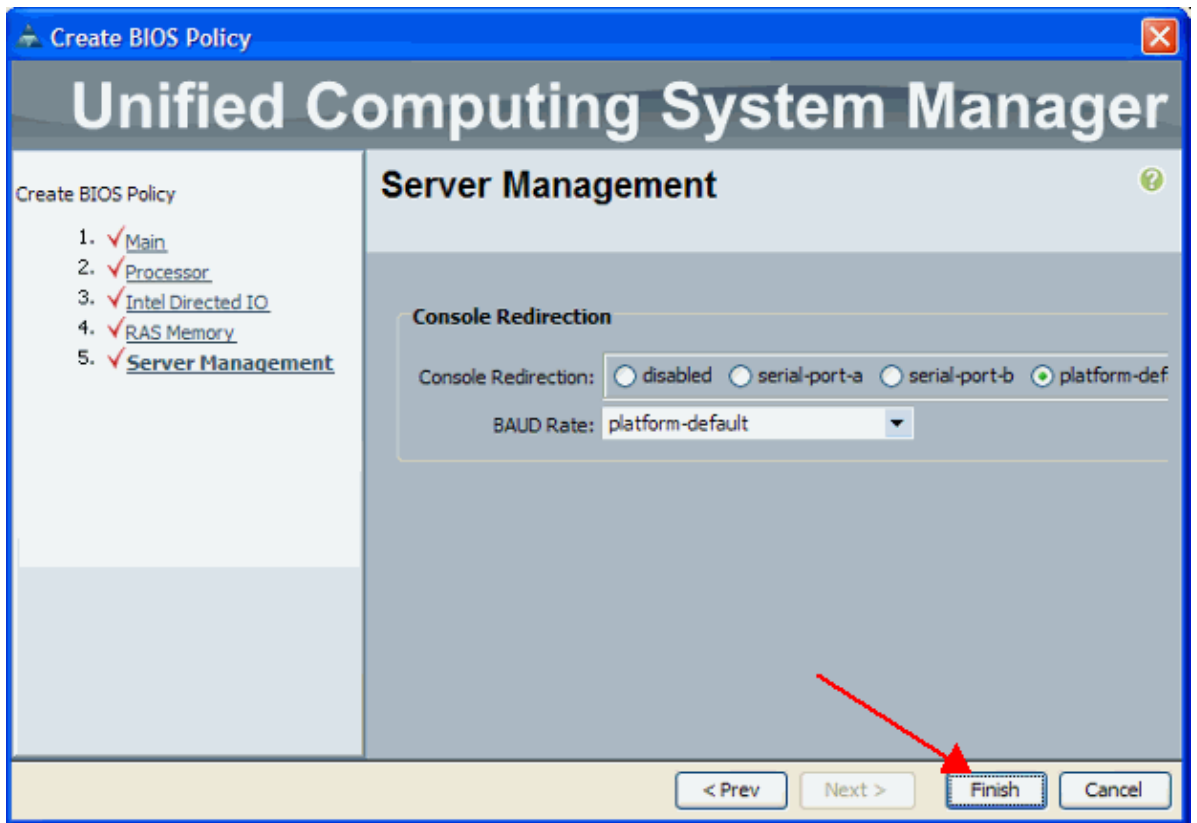 Create BIOS Policy
Unified Computing System Manager
Create BIOS Policy
1. Main
2. Processor
3. Intel Directed IO
4. RAS Memory
5. Server Management
Server Management
?
Console Redirection
Console Redirection: disabled serial-port-a serial-port-b platform-def
BAUD Rate: platform-default
< Prev Next > Finish Cancel